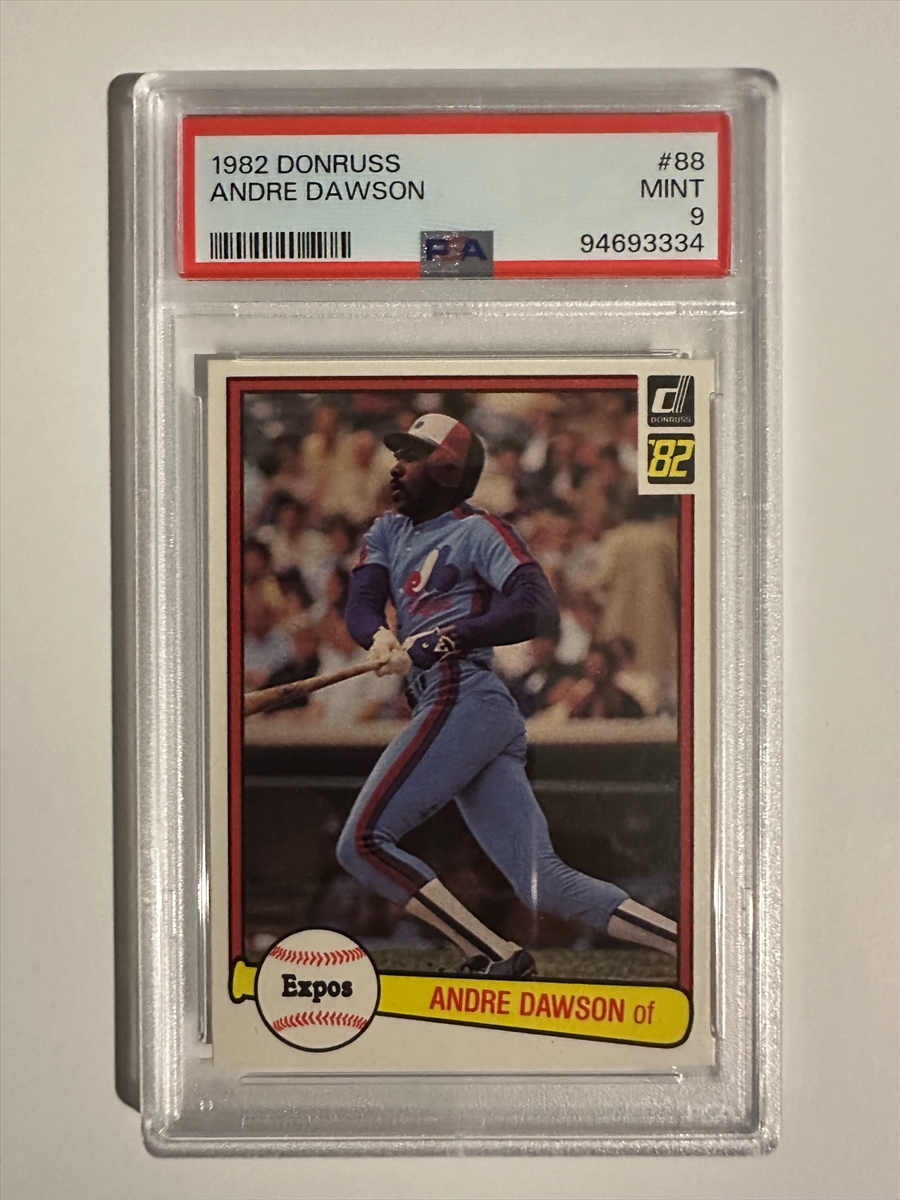 1982 DONRUSS #88
ANDRE DAWSON MINT
9
94693334
PSA
d
DONRUSS
'82
Expos
ANDRE DAWSON of